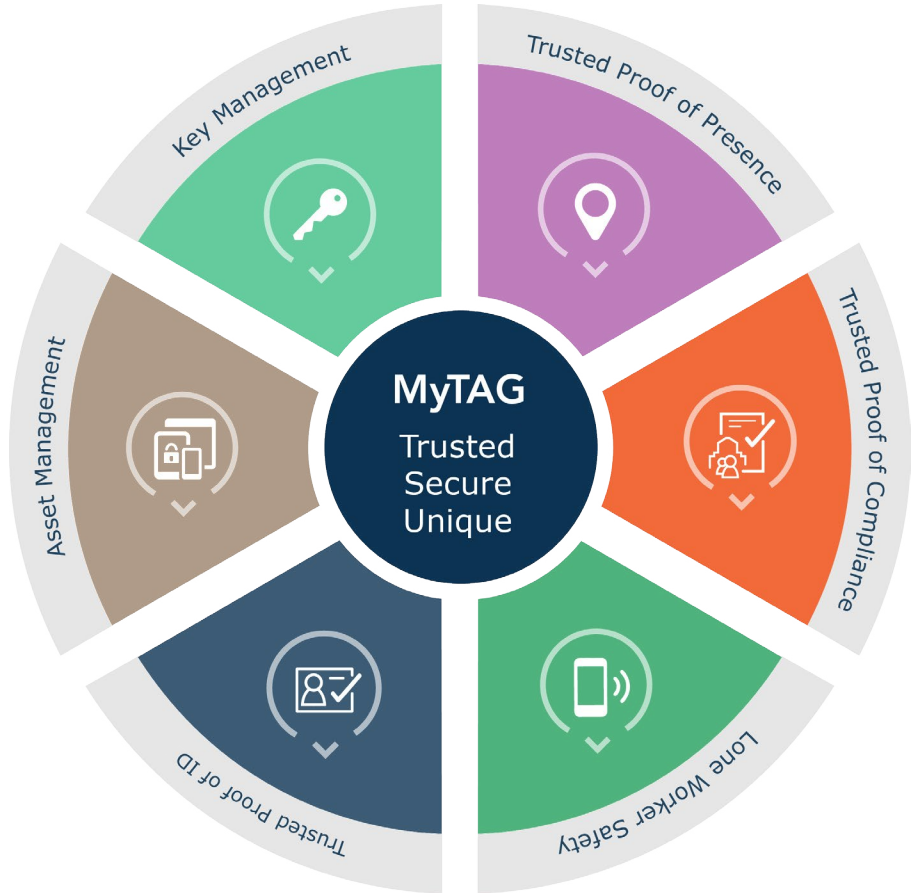 Key Management
Trusted Proof of Presence
Asset Management
MyTAG
Trusted
Secure
Unique
Trusted Proof of Compliance
Trusted Proof of ID
Lone Worker Safety